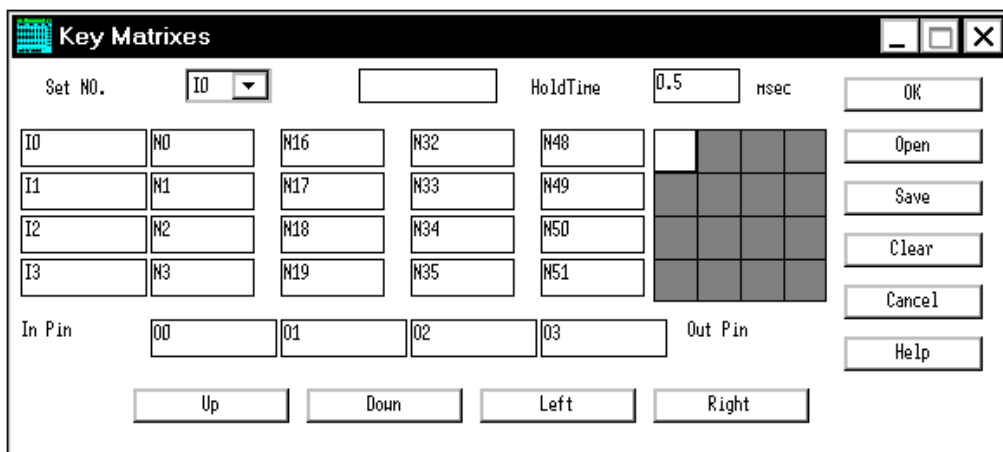 Key Matrixes
Set NO. I0 HoldTime 0.5 msec OK
I0 N0 N16 N32 N48 Open
I1 N1 N17 N33 N49 Save
I2 N2 N18 N34 N50 Clear
I3 N3 N19 N35 N51 Cancel
In Pin O0 O1 O2 O3 Out Pin Help
Up Down Left Right